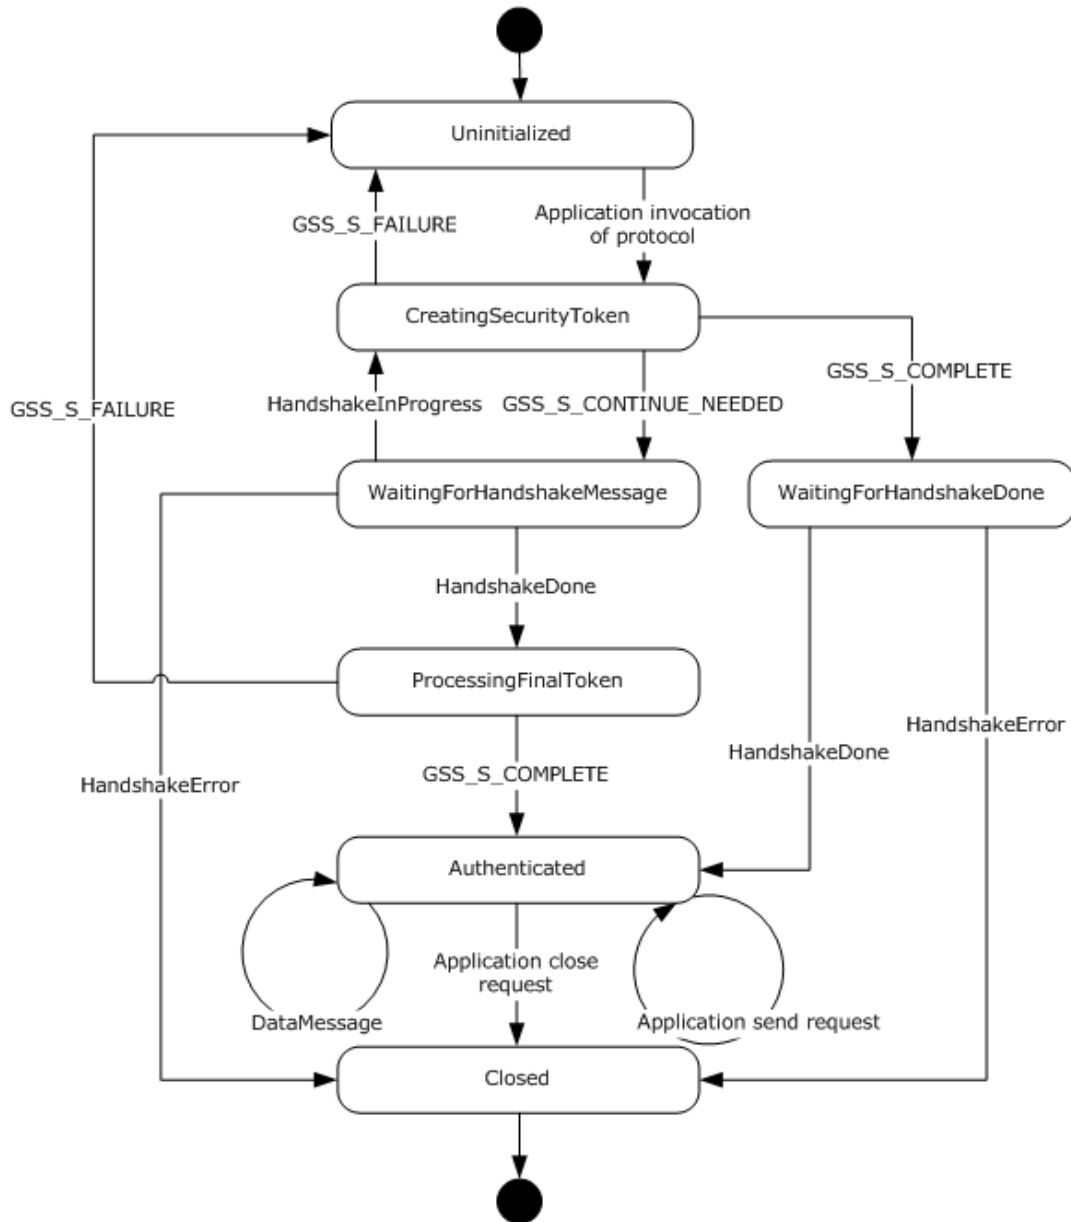 Uninitialized
GSS_S_FAILURE
Application invocation
of protocol
CreatingSecurityToken
GSS_S_COMPLETE
GSS_S_FAILURE
HandshakeInProgress
GSS_S_CONTINUE_NEEDED
WaitingForHandshakeMessage
WaitingForHandshakeDone
HandshakeDone
ProcessingFinalToken
HandshakeError
HandshakeDone
GSS_S_COMPLETE
HandshakeError
Authenticated
Application close
request
DataMessage
Application send request
Closed